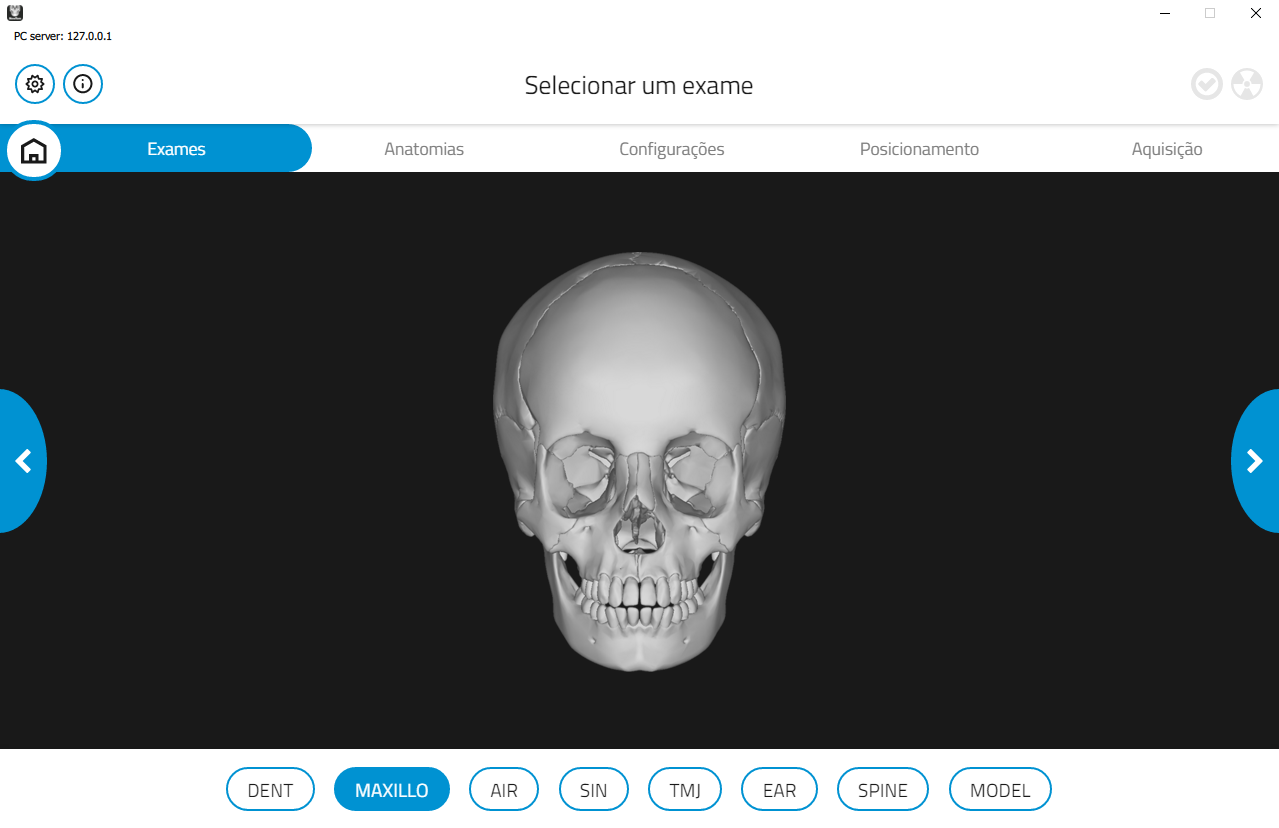 PC server: 127.0.0.1
Selecionar um exame
Exames Anatomias Configurações Posicionamento Aquisição
DENT MAXILLO AIR SIN TMJ EAR SPINE MODEL